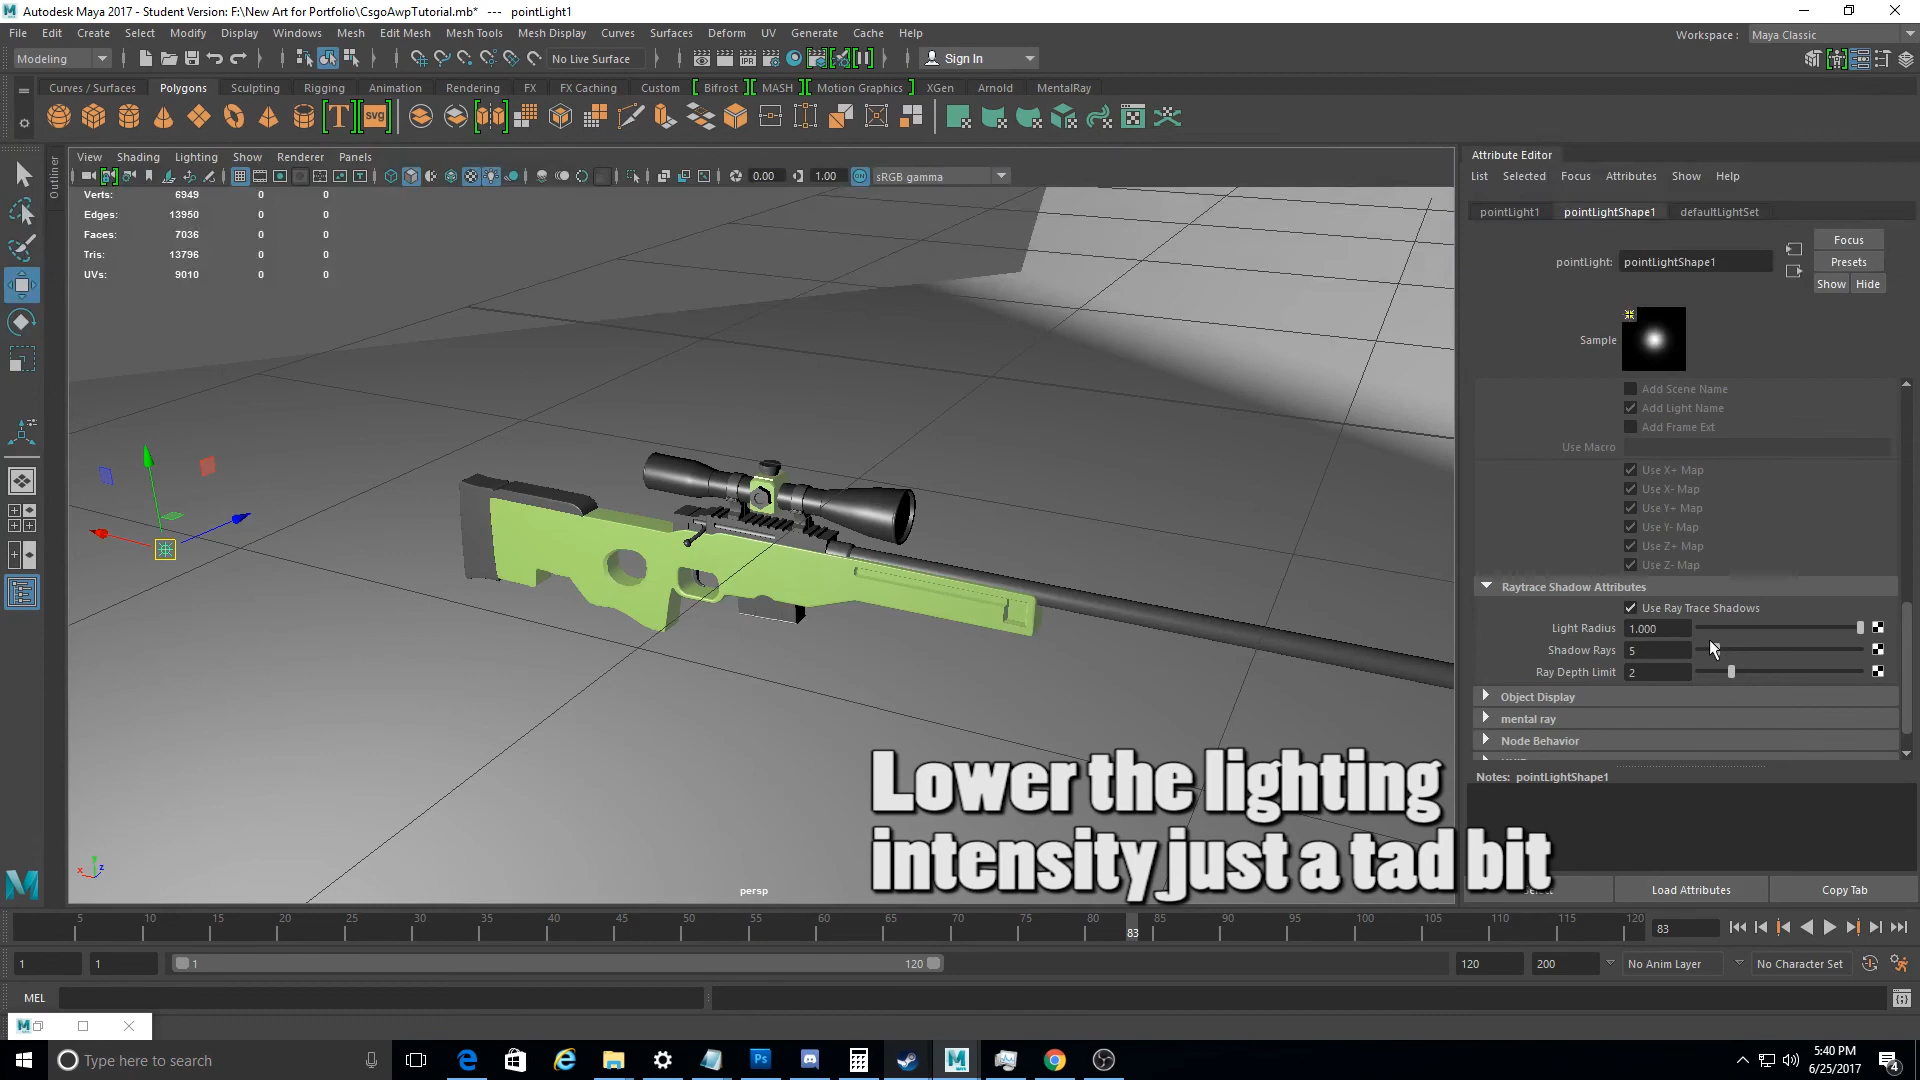 Autodesk Maya 2017 - Student Version: F:\New Art for Portfolio\CsgoAwpTutorial.mb* --- pointLight1
File Edit Create Select Modify Display Windows Mesh Edit Mesh Mesh Tools Mesh Display Curves Surfaces Deform UV Generate Cache Help
Workspace : Maya Classic
Modeling No Live Surface Sign In
Curves / Surfaces Polygons Sculpting Rigging Animation Rendering FX FX Caching Custom Bifrost MASH Motion Graphics XGen Arnold MentalRay
T svg
Outliner
View Shading Lighting Show Renderer Panels
0.00 1.00 ON sRGB gamma
Verts: 6949 0 0
Edges: 13950 0 0
Faces: 7036 0 0
Tris: 13796 0 0
UVs: 9010 0 0
persp
Attribute Editor
List Selected Focus Attributes Show Help
pointLight1 pointLightShape1 defaultLightSet
pointLight: pointLightShape1
Focus
Presets
Show Hide
Sample
Add Scene Name
Add Light Name
Add Frame Ext
Use Macro
Use X+ Map
Use X- Map
Use Y+ Map
Use Y- Map
Use Z+ Map
Use Z- Map
Raytrace Shadow Attributes
Use Ray Trace Shadows
Light Radius 1.000
Shadow Rays 5
Ray Depth Limit 2
Object Display
mental ray
Node Behavior
Notes: pointLightShape1
Lower the lighting
intensity just a tad bit
Load Attributes Copy Tab
5 10 15 20 25 30 35 40 45 50 55 60 65 70 75 80 85 90 95 100 105 110 115 120
83 83
1 1 1 120 120 200 No Anim Layer No Character Set
MEL
Type here to search
5:40 PM
6/25/2017
4